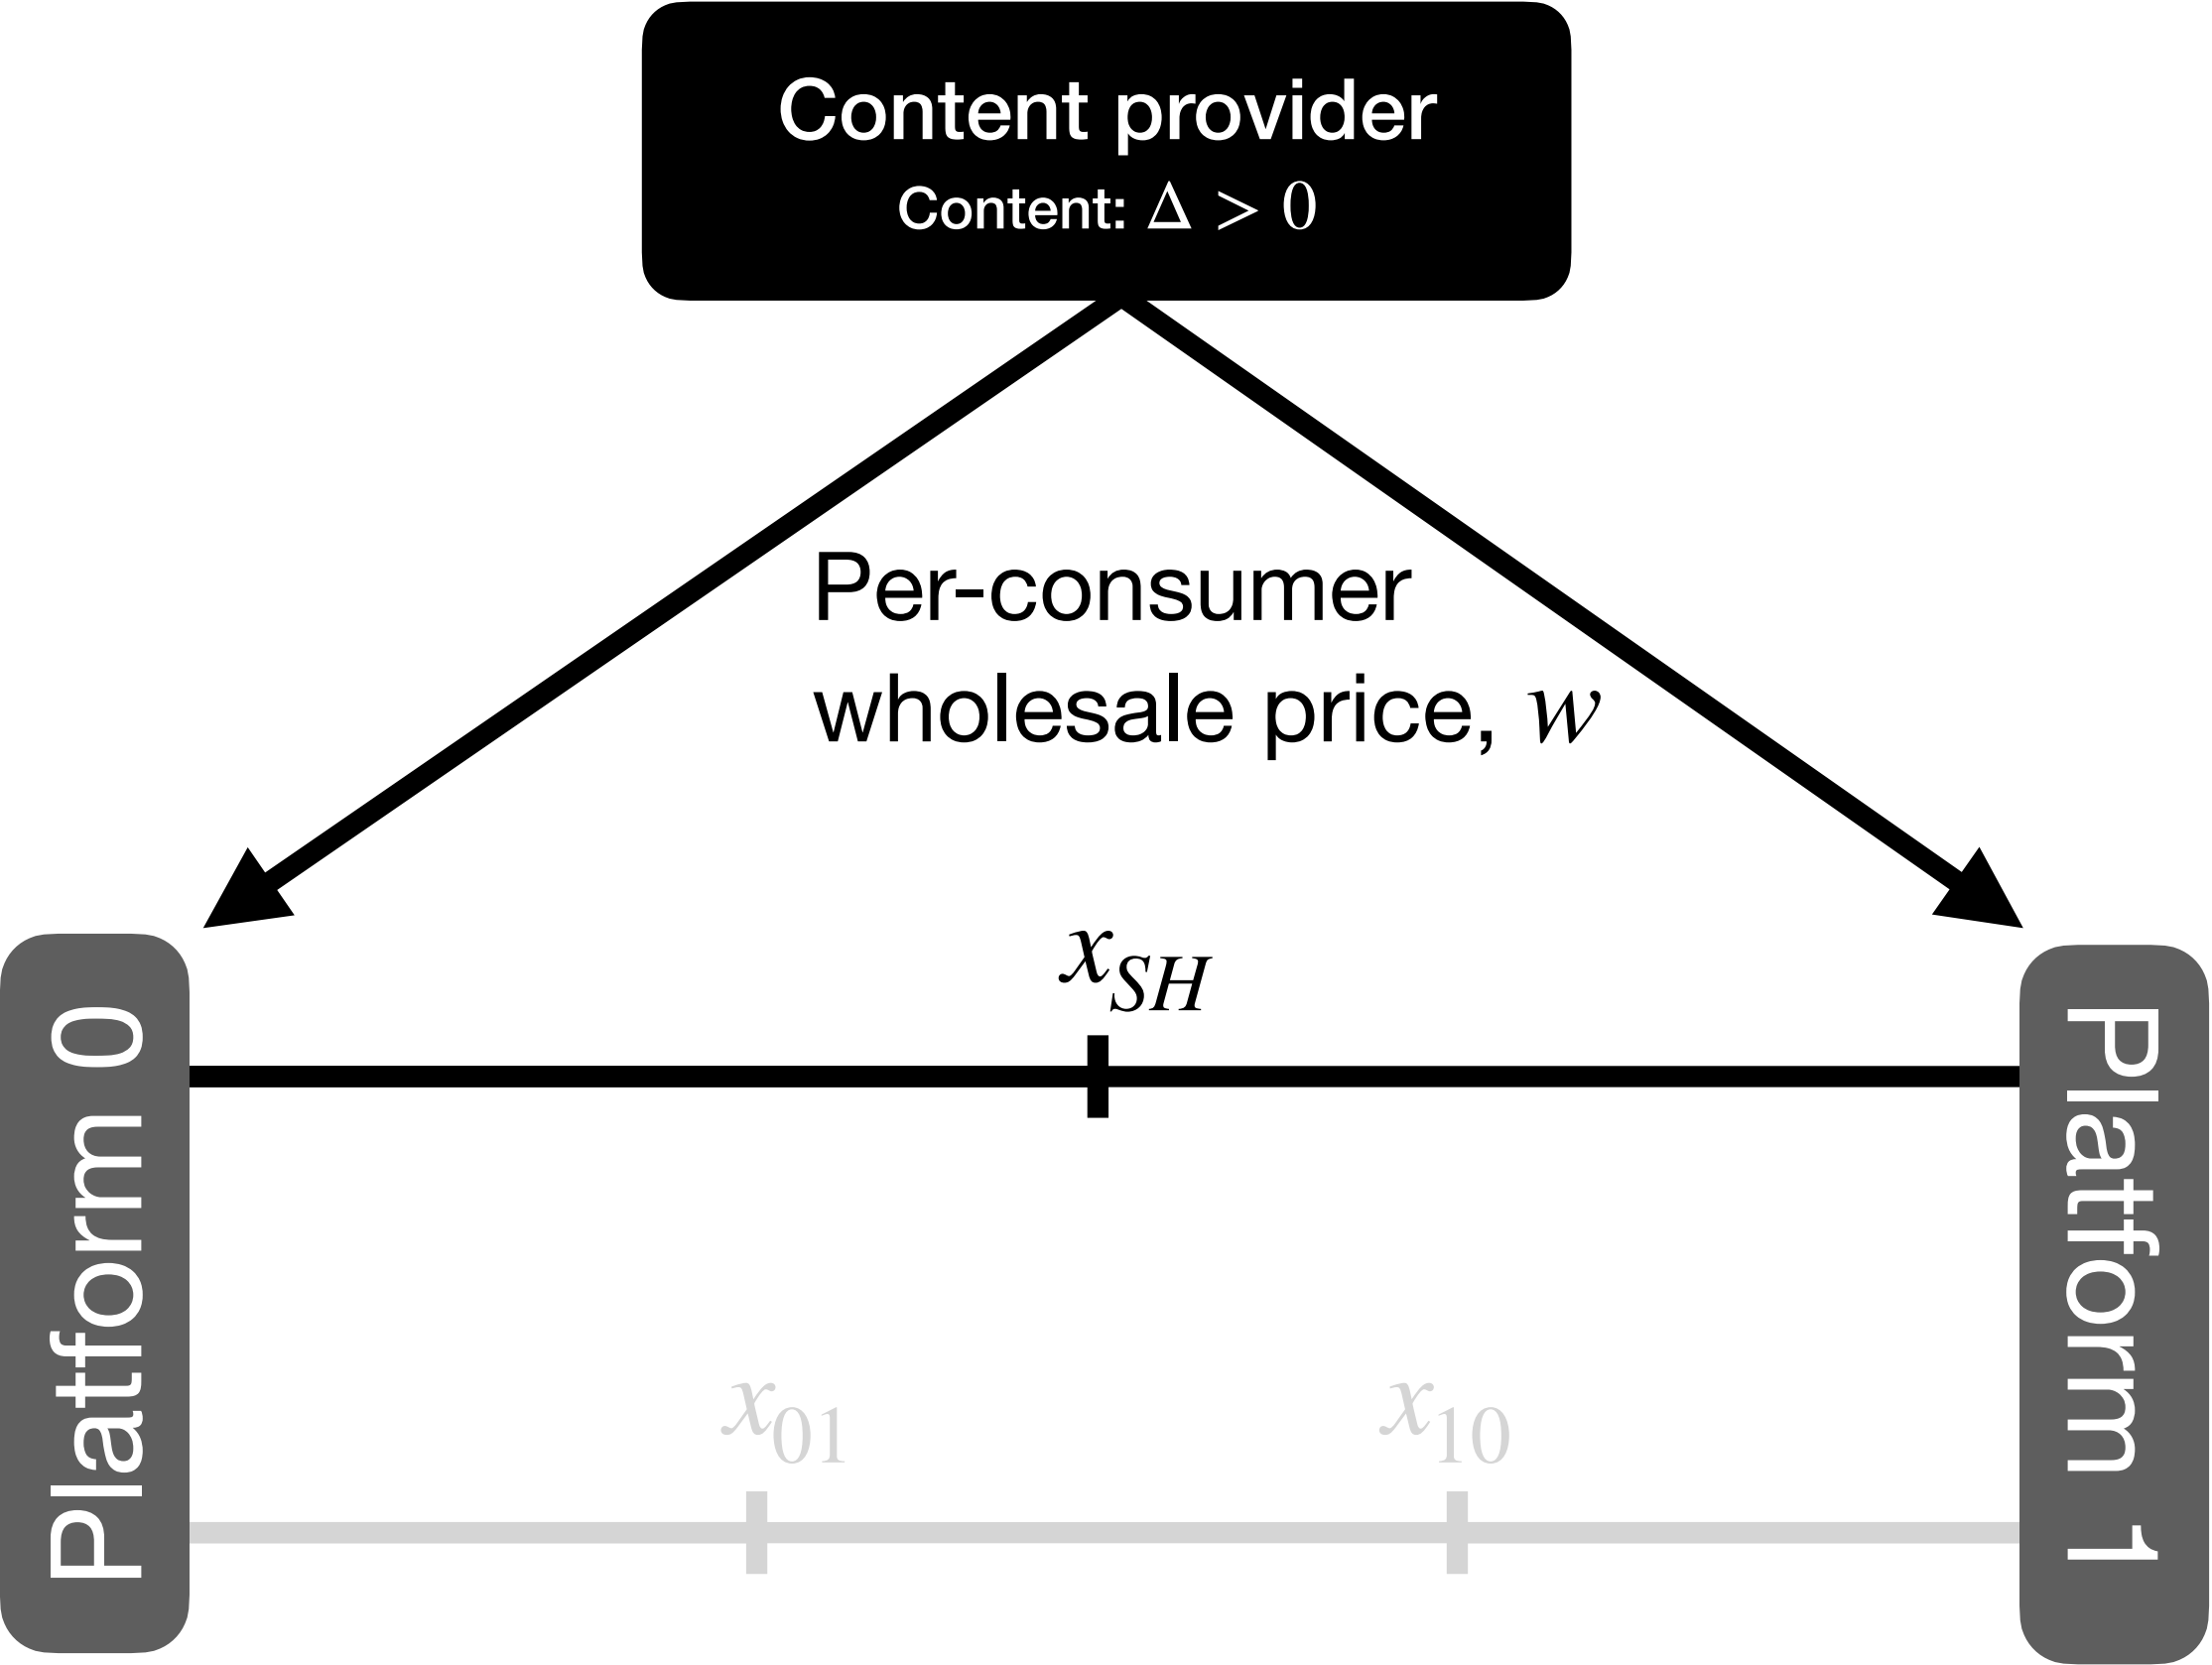 Content provider
Content: Δ > 0
Per-consumer
wholesale price, w
x_SH
Platform 0
Platform 1
x_01
x_10